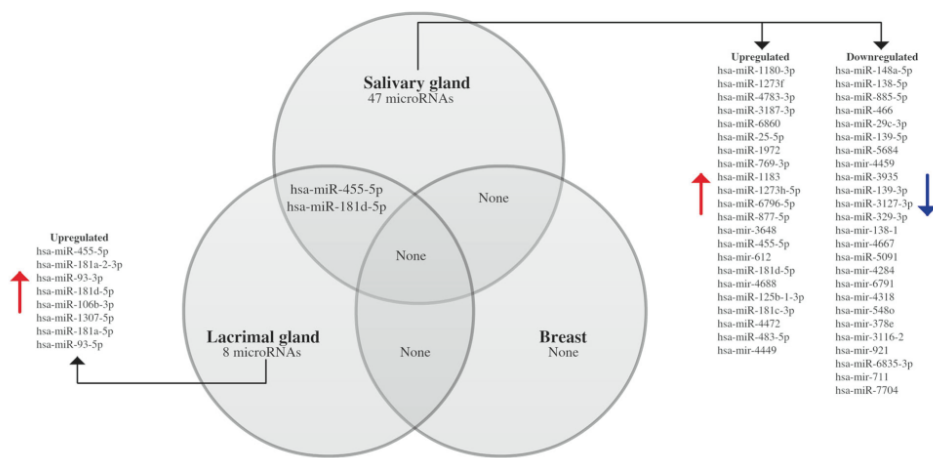 Salivary gland
47 microRNAs
hsa-miR-455-5p
hsa-miR-181d-5p
None
None
Lacrimal gland
8 microRNAs
None
Breast
None
Upregulated
hsa-miR-455-5p
hsa-miR-181a-2-3p
hsa-miR-93-3p
hsa-miR-181d-5p
hsa-miR-106b-3p
hsa-miR-1307-5p
hsa-miR-181a-5p
hsa-miR-93-5p
Upregulated
hsa-miR-1180-3p
hsa-miR-1273f
hsa-miR-4783-3p
hsa-miR-3187-3p
hsa-miR-6860
hsa-miR-25-5p
hsa-miR-1972
hsa-miR-769-3p
hsa-miR-1183
hsa-miR-1273h-5p
hsa-miR-6796-5p
hsa-miR-877-5p
hsa-mir-3648
hsa-miR-455-5p
hsa-mir-612
hsa-miR-181d-5p
hsa-mir-4688
hsa-miR-125b-1-3p
hsa-miR-181c-3p
hsa-miR-4472
hsa-miR-483-5p
hsa-mir-4449
Downregulated
hsa-miR-148a-5p
hsa-miR-138-5p
hsa-miR-885-5p
hsa-miR-466
hsa-miR-29c-3p
hsa-miR-139-5p
hsa-miR-5684
hsa-mir-4459
hsa-miR-3935
hsa-miR-139-3p
hsa-miR-3127-3p
hsa-miR-329-3p
hsa-mir-138-1
hsa-mir-4667
hsa-miR-5091
hsa-mir-4284
hsa-mir-6791
hsa-mir-4318
hsa-mir-548o
hsa-mir-378e
hsa-mir-3116-2
hsa-mir-921
hsa-miR-6835-3p
hsa-mir-711
hsa-miR-7704